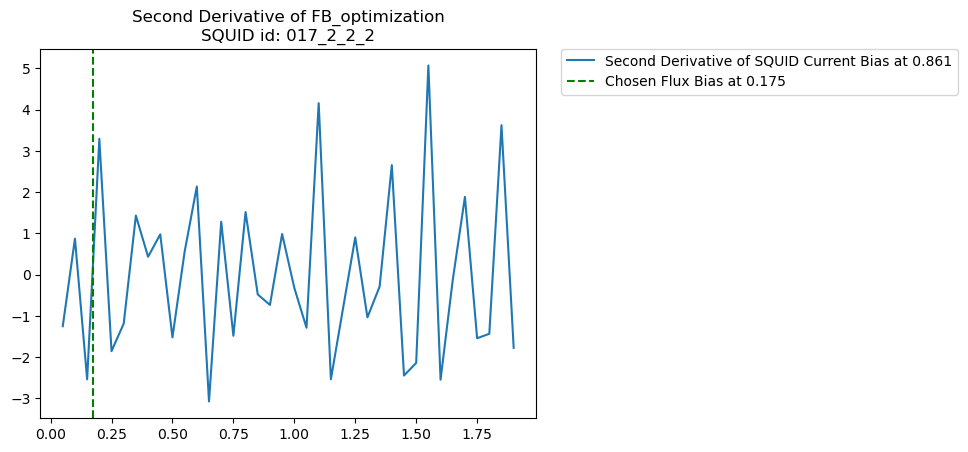 Second Derivative of FB_optimization
SQUID id: 017_2_2_2
Second Derivative of SQUID Current Bias at 0.861
Chosen Flux Bias at 0.175
5
4
3
2
1
0
−1
−2
−3
0.00 0.25 0.50 0.75 1.00 1.25 1.50 1.75